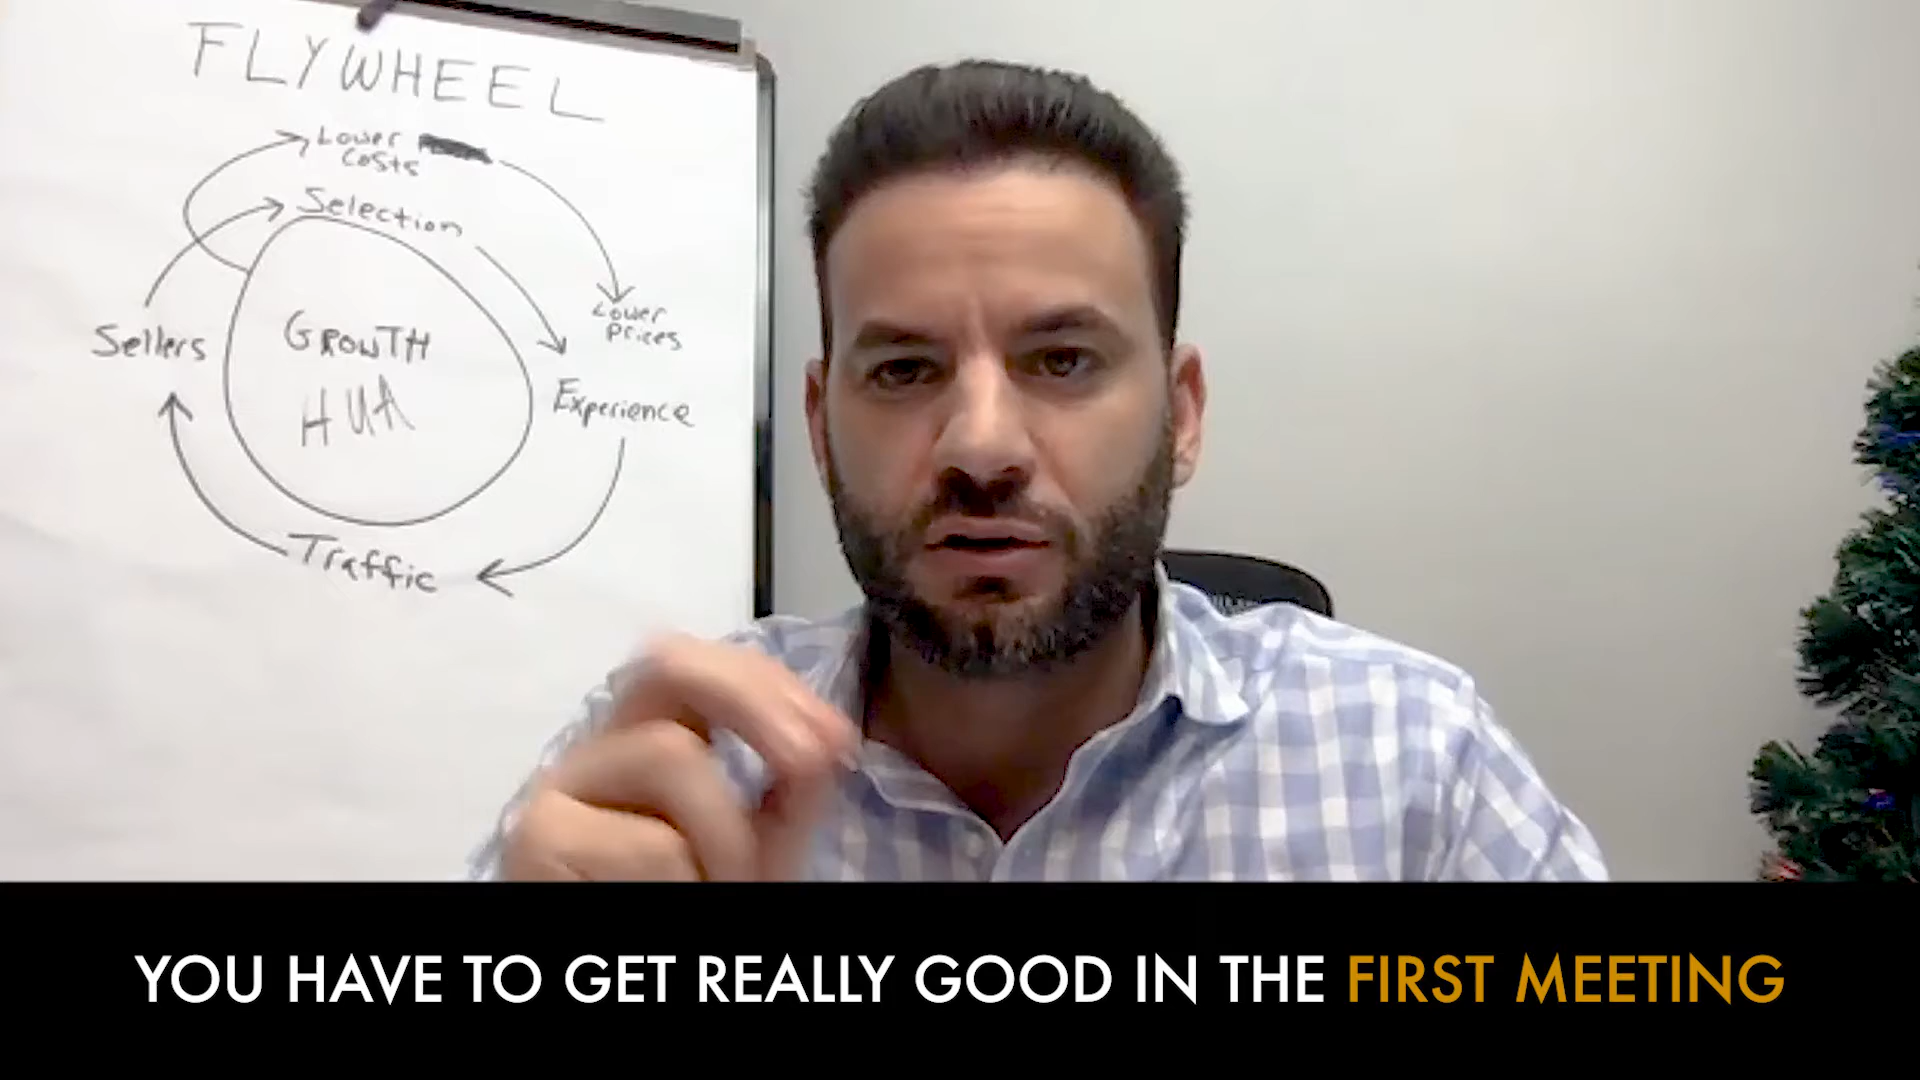 FLYWHEEL
Lower
Costs
Selection
Lower
Prices
Sellers
GROWTH
HUA
Experience
Traffic
YOU HAVE TO GET REALLY GOOD IN THE FIRST MEETING